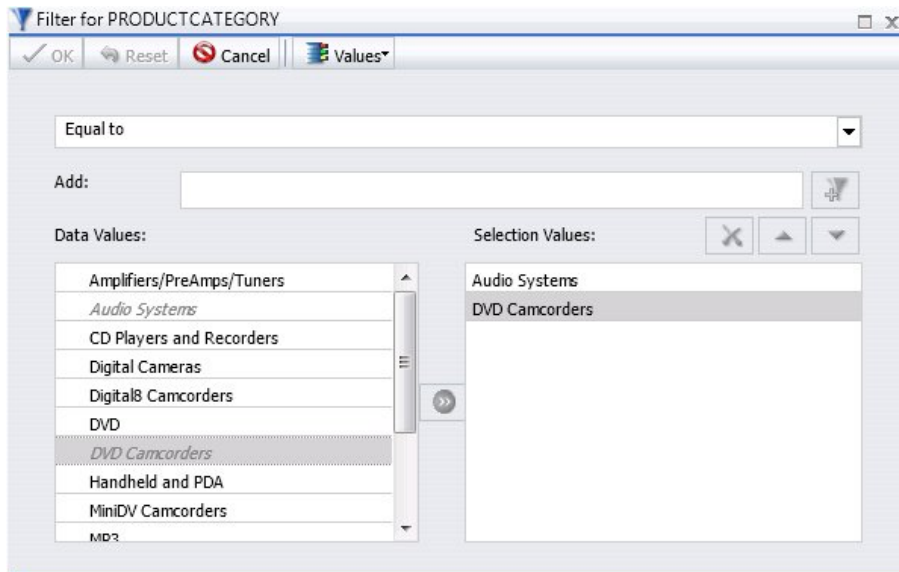 Filter for PRODUCTCATEGORY
OK Reset Cancel Values
Equal to
Add:
Data Values:
Selection Values:
Amplifiers/PreAmps/Tuners
Audio Systems
CD Players and Recorders
Digital Cameras
Digital8 Camcorders
DVD
DVD Camcorders
Handheld and PDA
MiniDV Camcorders
MP3
Audio Systems
DVD Camcorders